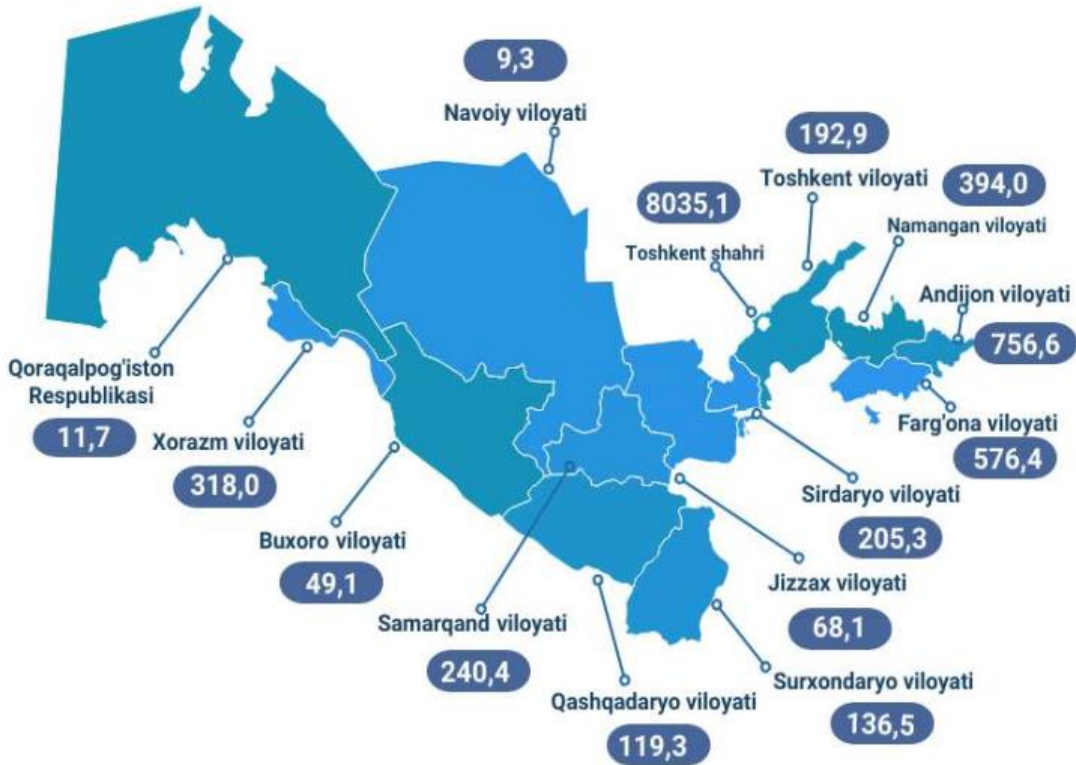 9,3
Navoiy viloyati
192,9
Toshkent viloyati
394,0
Namangan viloyati
8035,1
Toshkent shahri
Andijon viloyati
756,6
Farg'ona viloyati
576,4
Qoraqalpog'iston
Respublikasi
11,7
Xorazm viloyati
318,0
Sirdaryo viloyati
205,3
Buxoro viloyati
49,1
Jizzax viloyati
68,1
Samarqand viloyati
240,4
Surxondaryo viloyati
136,5
Qashqadaryo viloyati
119,3